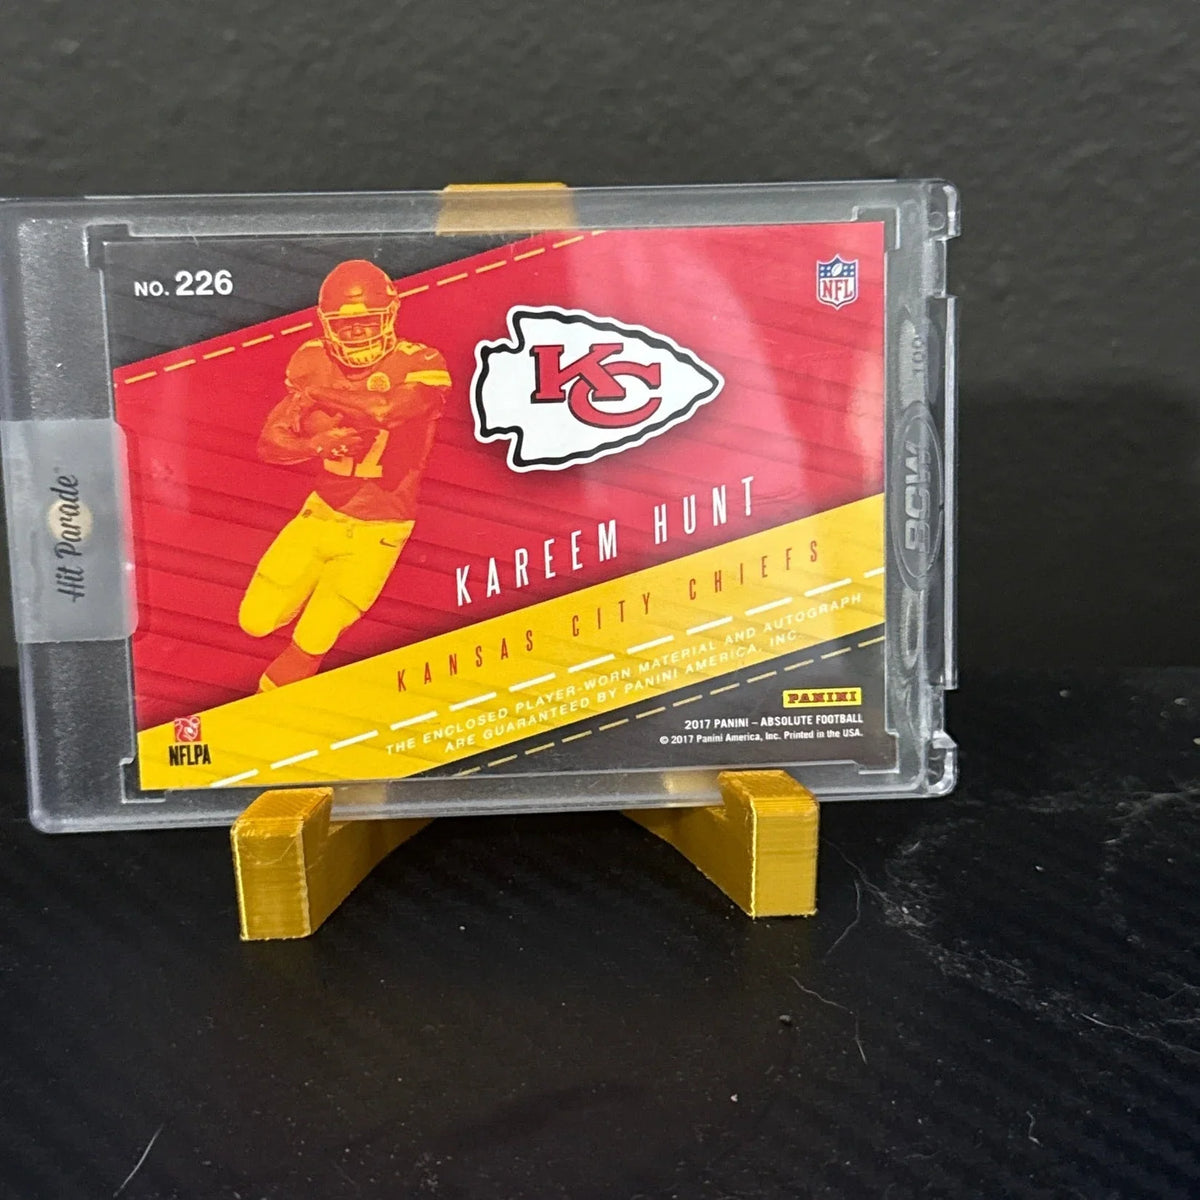 NO. 226
NFL
KC
27
KAREEM HUNT
KANSAS CITY CHIEFS
THE ENCLOSED PLAYER-WORN MATERIAL AND AUTOGRAPH
ARE GUARANTEED BY PANINI AMERICA, INC.
PANINI
2017 PANINI – ABSOLUTE FOOTBALL
© 2017 Panini America, Inc. Printed in the USA.
NFLPA
Hit Parade
BCW
100